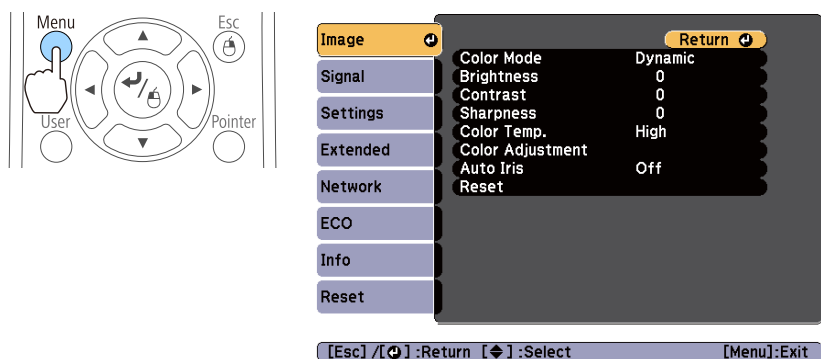 Menu
Esc
User
Pointer
Image
Signal
Settings
Extended
Network
ECO
Info
Reset
Return
Color Mode Dynamic
Brightness 0
Contrast 0
Sharpness 0
Color Temp. High
Color Adjustment
Auto Iris Off
Reset
[Esc] /[ ] :Return [ ] :Select [Menu]:Exit